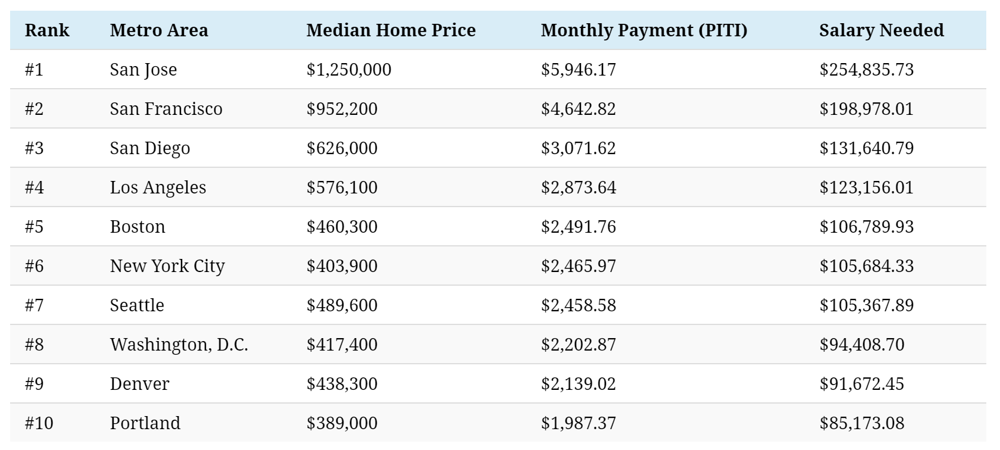 Rank Metro Area Median Home Price Monthly Payment (PITI) Salary Needed
#1 San Jose $1,250,000 $5,946.17 $254,835.73
#2 San Francisco $952,200 $4,642.82 $198,978.01
#3 San Diego $626,000 $3,071.62 $131,640.79
#4 Los Angeles $576,100 $2,873.64 $123,156.01
#5 Boston $460,300 $2,491.76 $106,789.93
#6 New York City $403,900 $2,465.97 $105,684.33
#7 Seattle $489,600 $2,458.58 $105,367.89
#8 Washington, D.C. $417,400 $2,202.87 $94,408.70
#9 Denver $438,300 $2,139.02 $91,672.45
#10 Portland $389,000 $1,987.37 $85,173.08